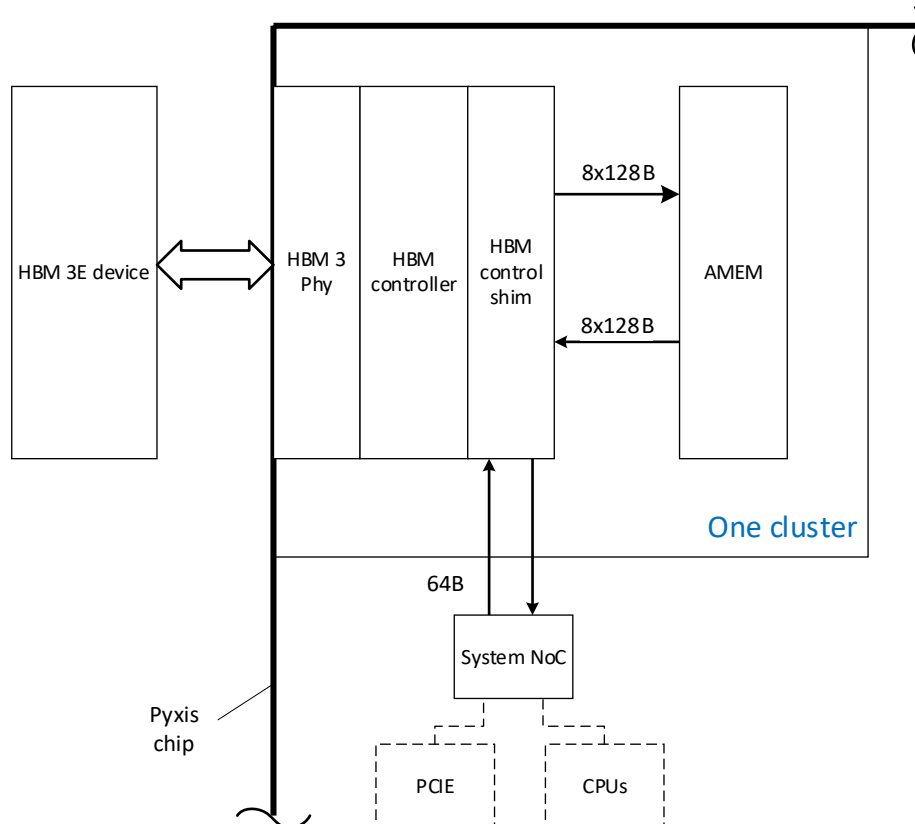 8x128B
HBM 3E device
HBM 3
Phy
HBM
controller
HBM
control
shim
AMEM
8x128B
One cluster
64B
System NoC
Pyxis
chip
PCIE
CPUs